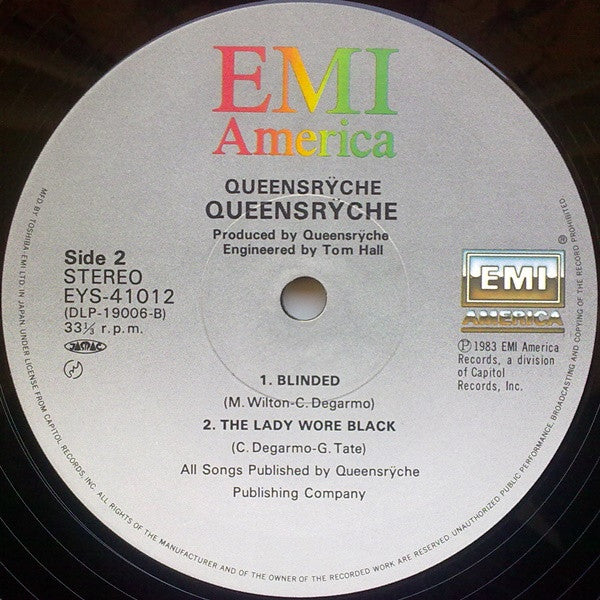 EMI
America
QUEENSRŸCHE
QUEENSRŸCHE
Produced by Queensrÿche
Engineered by Tom Hall
Side 2
STEREO
EYS-41012
(DLP-19006-B)
33⅓ r.p.m.
JASRAC
EMI
AMERICA
Ⓟ 1983 EMI America
Records, a division
of Capitol
Records, Inc.
1. BLINDED
(M. Wilton-C. Degarmo)
2. THE LADY WORE BLACK
(C. Degarmo-G. Tate)
All Songs Published by Queensrÿche
Publishing Company
MFD BY TOSHIBA EMI LTD. IN JAPAN UNDER LICENSE FROM CAPITOL RECORDS, INC. ALL RIGHTS OF THE MANUFACTURER AND OF THE OWNER OF THE RECORDED WORK ARE RESERVED. UNAUTHORIZED PUBLIC PERFORMANCE, BROADCASTING AND COPYING OF THE RECORD PROHIBITED.
®